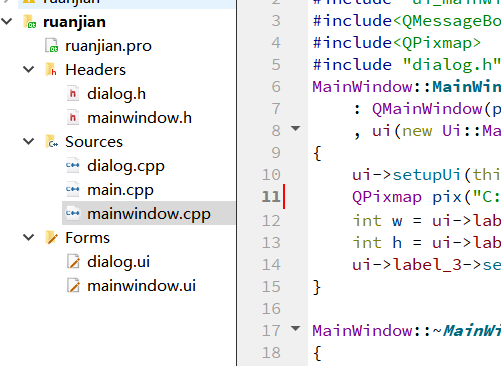 ruanjian
ruanjian.pro
Headers
dialog.h
mainwindow.h
Sources
dialog.cpp
main.cpp
mainwindow.cpp
Forms
dialog.ui
mainwindow.ui
2
3 #include<QMessageBo
4 #include<QPixmap>
5 #include "dialog.h"
6 MainWindow::MainWin
7 : QMainWindow(p
8 , ui(new Ui::Ma
9 {
10 ui->setupUi(thi
11 QPixmap pix("C:
12 int w = ui->lab
13 int h = ui->lab
14 ui->label_3->se
15 }
16
17 MainWindow::~MainWi
18 {